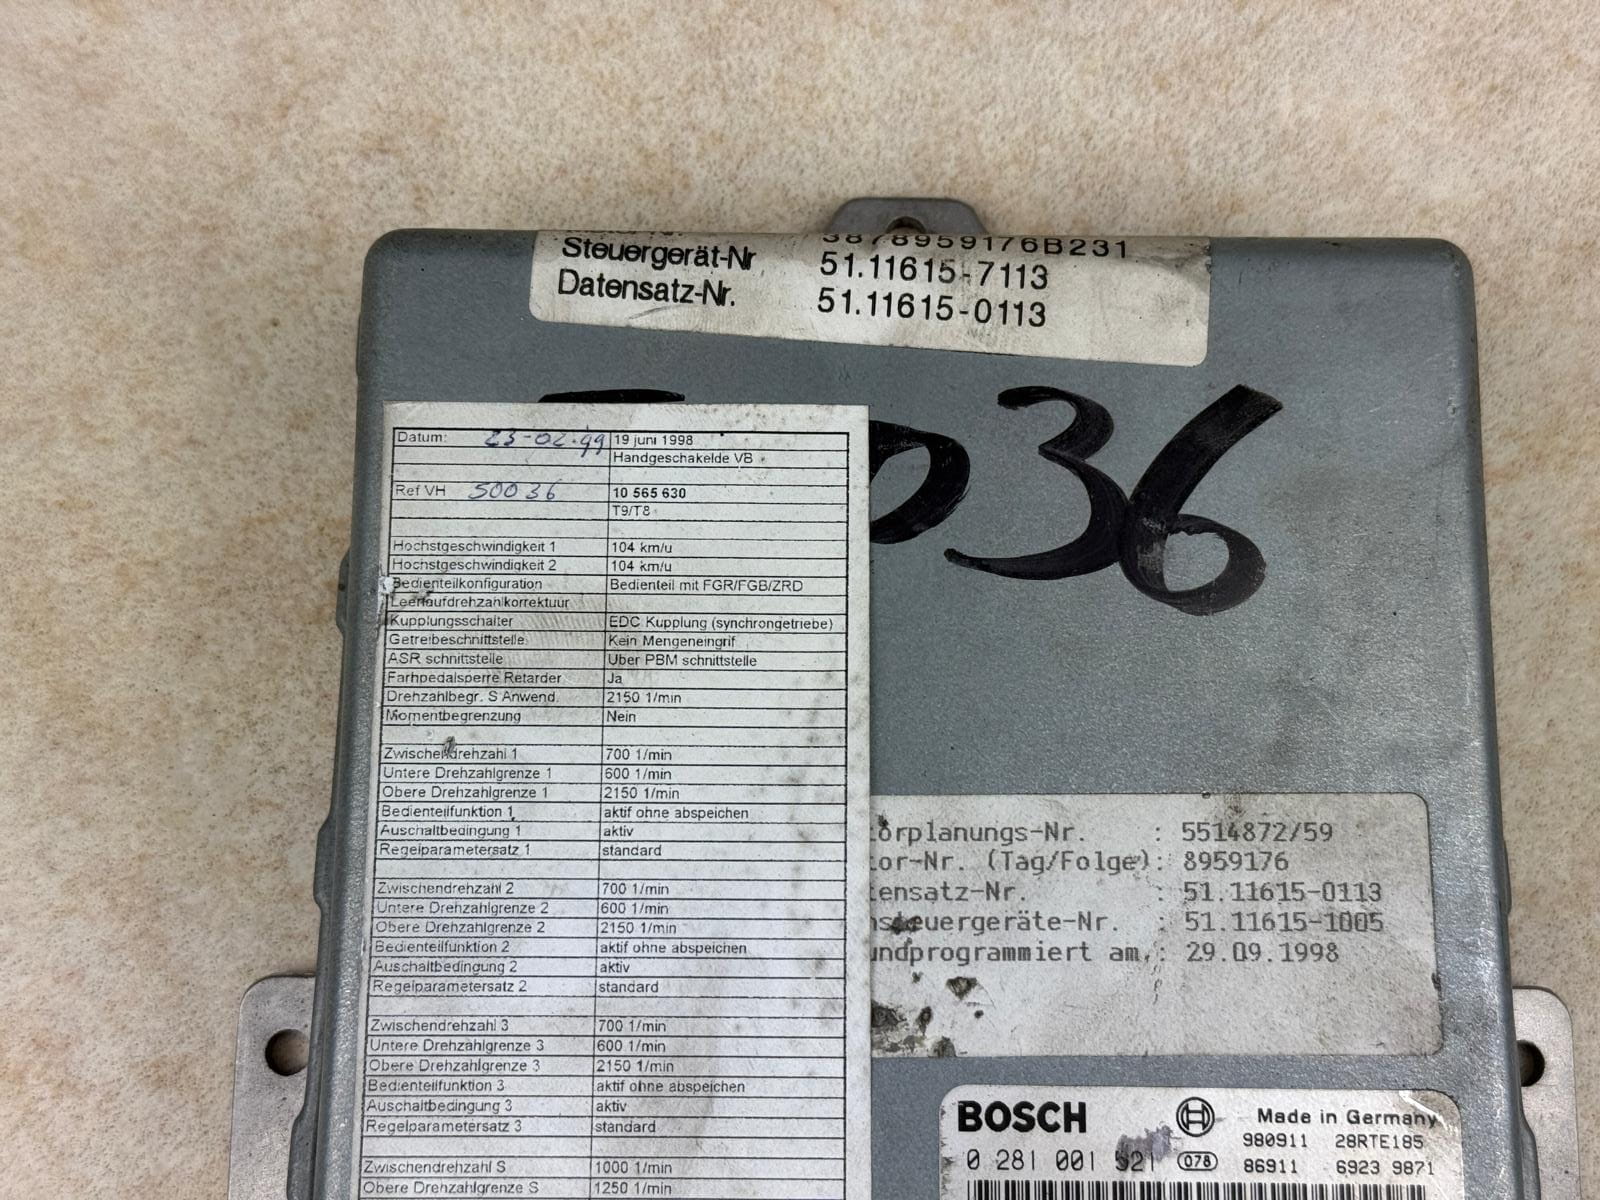 3878959176B231
Steuergerät-Nr 51.11615-7113
Datensatz-Nr. 51.11615-0113
036
Datum: 23-02-99 19 juni 1998
Handgeschakelde VB
Ref VH 50036 10 565 630
T9/T8
Hochstgeschwindigkeit 1 104 km/u
Hochstgeschwindigkeit 2 104 km/u
Bedienteilkonfiguration Bedienteil mit FGR/FGB/ZRD
Leerlaufdrehzahlkorrektuur
Kupplungsschalter EDC Kupplung (synchrongetriebe)
Getreibeschnittstelle Kein Mengeneingrif
ASR schnittstelle Uber PBM schnittstelle
Farhpedalsperre Retarder Ja
Drehzahlbegr. S Anwend. 2150 1/min
Momentbegrenzung Nein
Zwischendrehzahl 1 700 1/min
Untere Drehzahlgrenze 1 600 1/min
Obere Drehzahlgrenze 1 2150 1/min
Bedienteilfunktion 1 aktif ohne abspeichen
Auschaltbedingung 1 aktiv
Regelparametersatz 1 standard
Zwischendrehzahl 2 700 1/min
Untere Drehzahlgrenze 2 600 1/min
Obere Drehzahlgrenze 2 2150 1/min
Bedienteilfunktion 2 aktif ohne abspeichen
Auschaltbedingung 2 aktiv
Regelparametersatz 2 standard
Zwischendrehzahl 3 700 1/min
Untere Drehzahlgrenze 3 600 1/min
Obere Drehzahlgrenze 3 2150 1/min
Bedienteilfunktion 3 aktif ohne abspeichen
Auschaltbedingung 3 aktiv
Regelparametersatz 3 standard
Zwischendrehzahl S 1000 1/min
Obere Drehzahlgrenze S 1250 1/min
orplanungs-Nr. : 5514872/59
tor-Nr. (Tag/Folge): 8959176
tensatz-Nr. : 51.11615-0113
nsteuergeräte-Nr. : 51.11615-1005
undprogrammiert am.: 29.09.1998
BOSCH Made in Germany
980911 28RTE185
0 281 001 521 078 86911 6923 9871